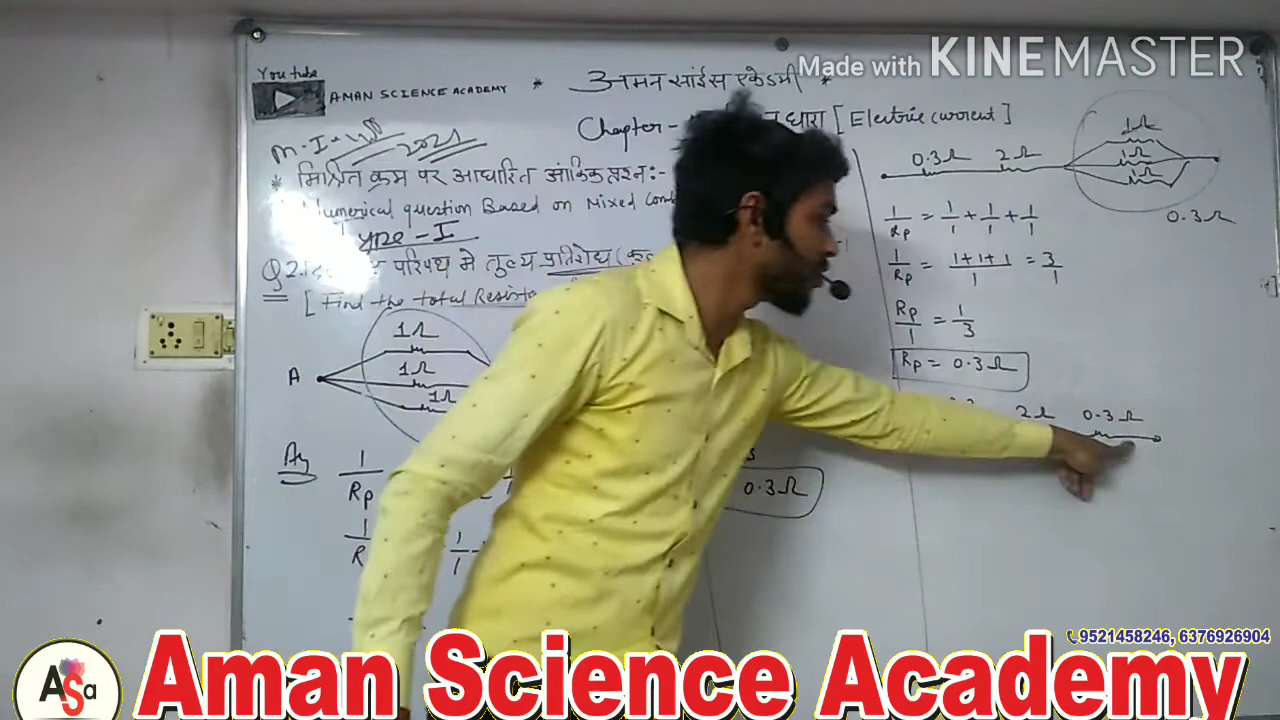 Made with KINEMASTER
You tube
AMAN SCIENCE ACADEMY * अमन साइंस एकेडमी *
Chapter- धारा [Electric current]
M.I=
2021
* मिश्रित क्रम पर आधारित आंकिक प्रश्न:-
Numerical question Based on Mixed
Type-I
Q2. परिपथ में तुल्य प्रतिरोध
[Find the total
A
1Ω
1Ω
1Ω
1/Rp
0.3Ω
0.3Ω 2Ω
1Ω
1Ω
1Ω
0.3Ω
1/Rp = 1/1 + 1/1 + 1/1
1/Rp = 1+1+1/1 = 3/1
Rp/1 = 1/3
Rp = 0.3Ω
2Ω 0.3Ω
9521458246, 6376926904
ASa
Aman Science Academy